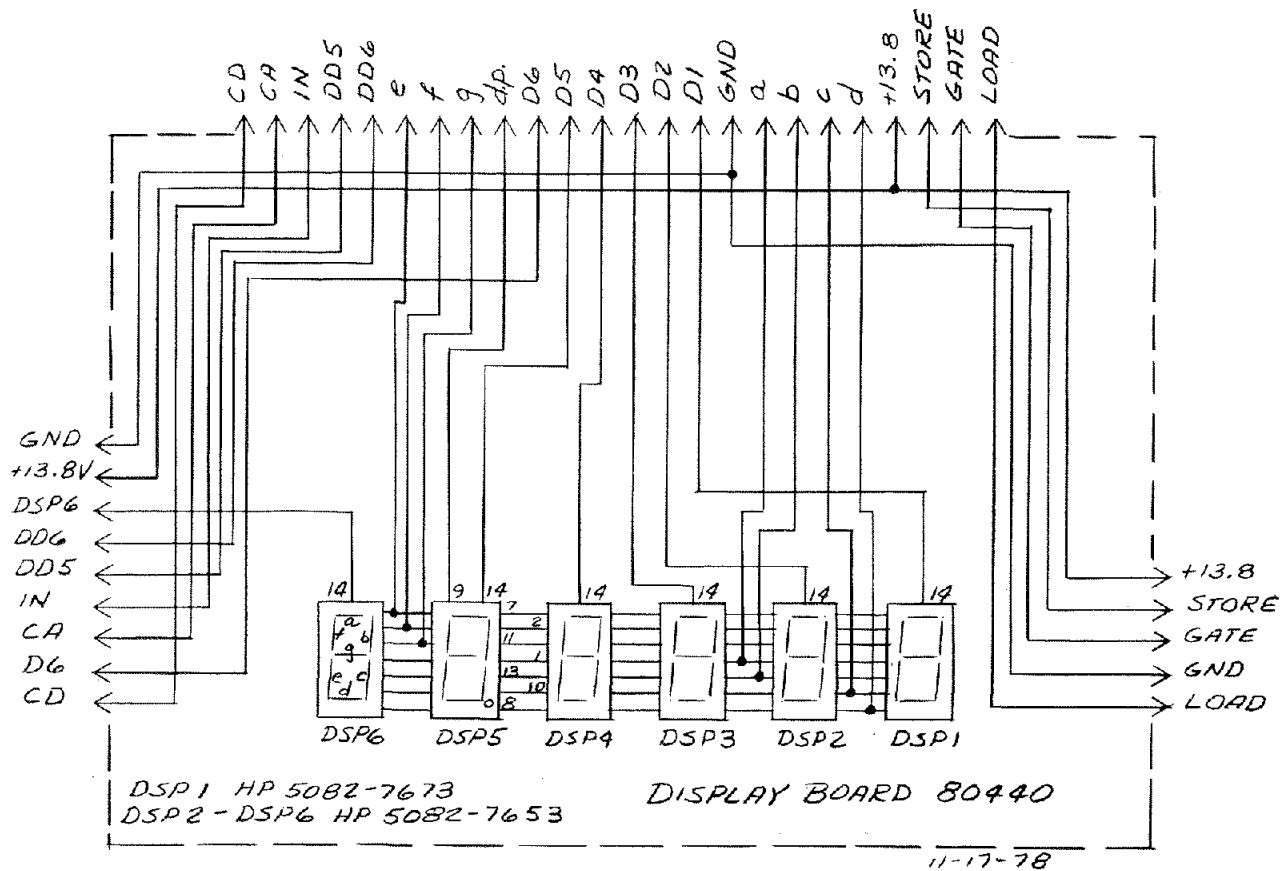 CD CA IN DD5 DD6 e f g dp. D6 D5 D4 D3 D2 D1 GND a b c d +13.8 STORE GATE LOAD
GND
+13.8V
DSP6
DD6
DD5
IN
CA
D6
CD
+13.8
STORE
GATE
GND
LOAD
14 9 14 14 14 14 14
7
2
11
1
13
10
8
a
f b
g
e c
d
DSP6 DSP5 DSP4 DSP3 DSP2 DSP1
DSP1 HP 5082-7673
DSP2-DSP6 HP 5082-7653
DISPLAY BOARD 80440
11-17-78